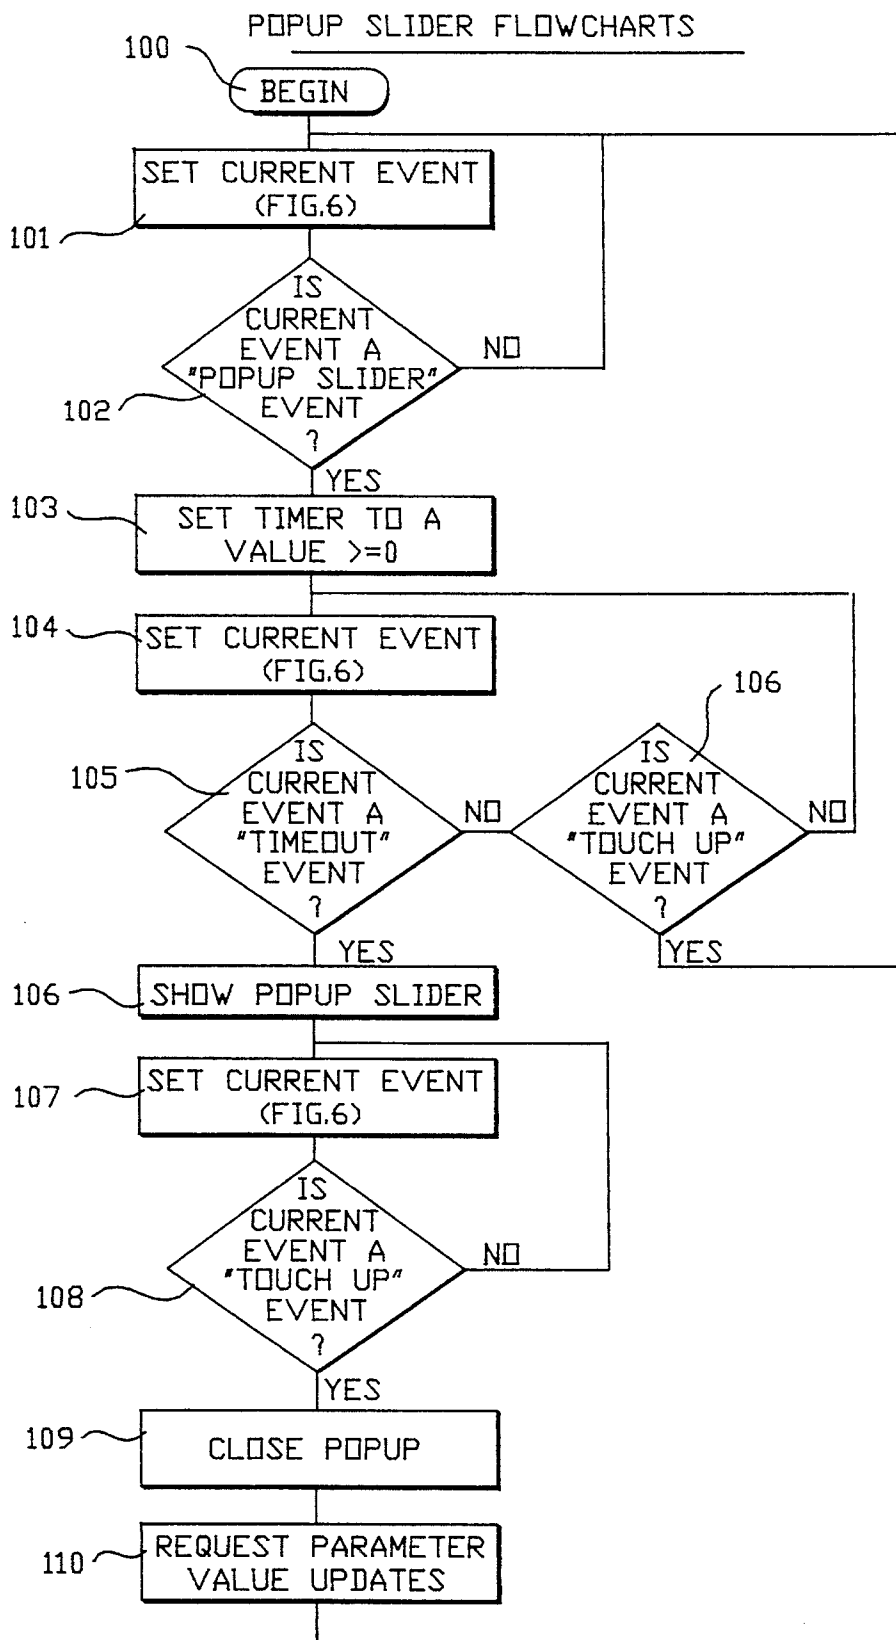 POPUP SLIDER FLOWCHARTS
100
BEGIN
SET CURRENT EVENT
(FIG.6)
101
IS
CURRENT
EVENT A
"POPUP SLIDER"
EVENT
?
NO
102
YES
103
SET TIMER TO A
VALUE >=0
104
SET CURRENT EVENT
(FIG.6)
106
105
IS
CURRENT
EVENT A
"TIMEOUT"
EVENT
?
NO
IS
CURRENT
EVENT A
"TOUCH UP"
EVENT
?
NO
YES
YES
106
SHOW POPUP SLIDER
107
SET CURRENT EVENT
(FIG.6)
IS
CURRENT
EVENT A
"TOUCH UP"
EVENT
?
NO
108
YES
109
CLOSE POPUP
110
REQUEST PARAMETER
VALUE UPDATES